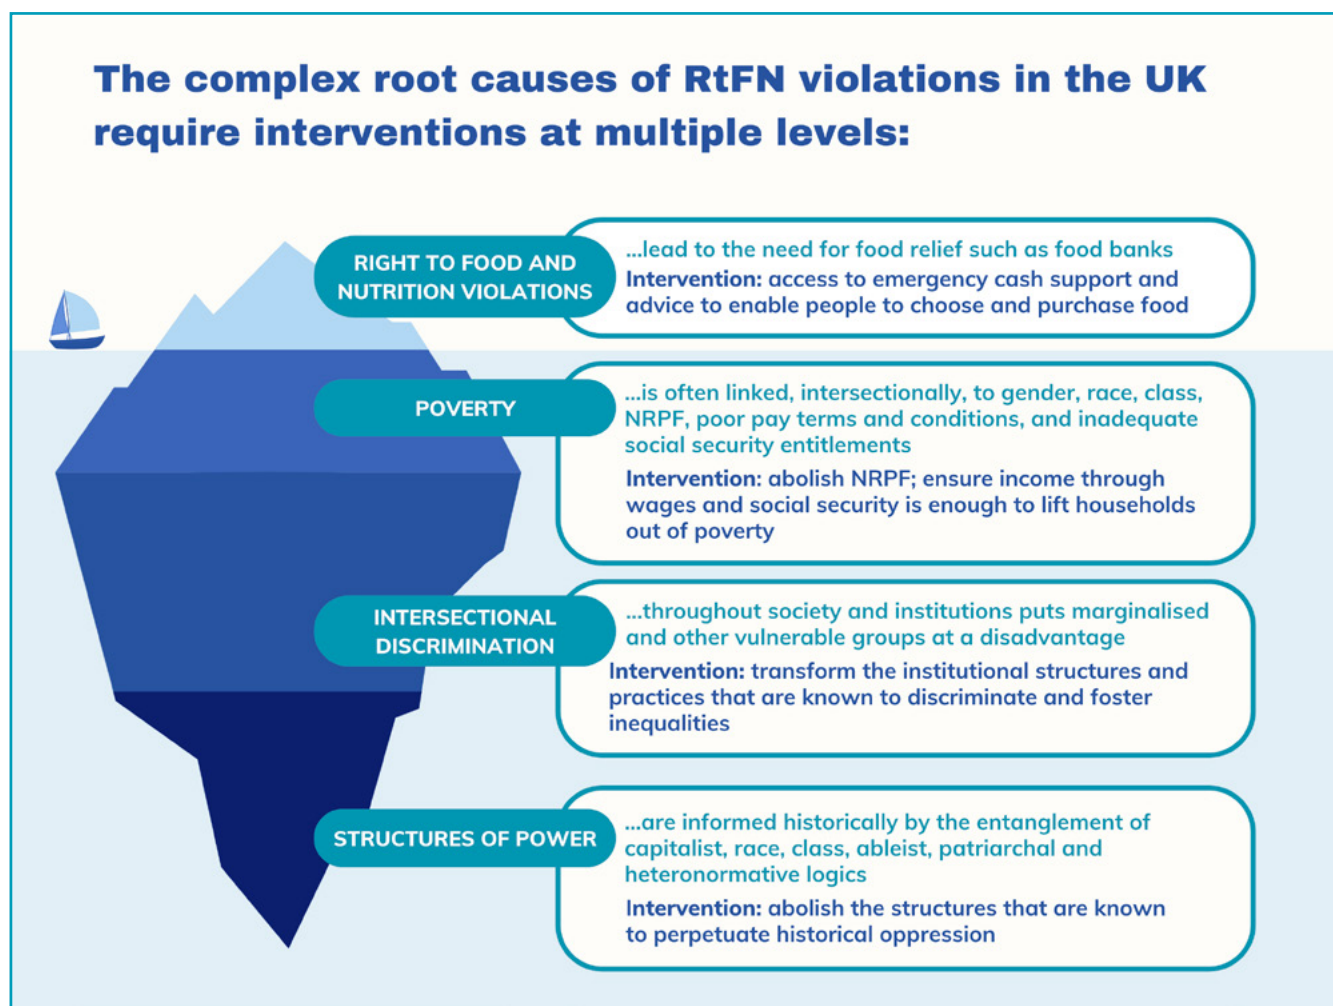 The complex root causes of RtFN violations in the UK
require interventions at multiple levels:
RIGHT TO FOOD AND
NUTRITION VIOLATIONS
...lead to the need for food relief such as food banks
Intervention: access to emergency cash support and
advice to enable people to choose and purchase food
POVERTY
...is often linked, intersectionally, to gender, race, class,
NRPF, poor pay terms and conditions, and inadequate
social security entitlements
Intervention: abolish NRPF; ensure income through
wages and social security is enough to lift households
out of poverty
INTERSECTIONAL
DISCRIMINATION
...throughout society and institutions puts marginalised
and other vulnerable groups at a disadvantage
Intervention: transform the institutional structures and
practices that are known to discriminate and foster
inequalities
STRUCTURES OF POWER
...are informed historically by the entanglement of
capitalist, race, class, ableist, patriarchal and
heteronormative logics
Intervention: abolish the structures that are known
to perpetuate historical oppression